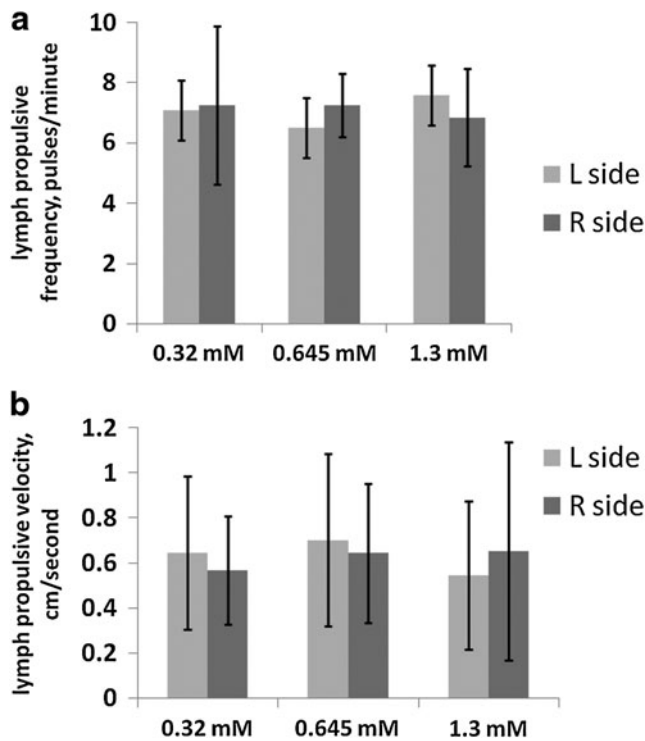 a
lymph propulsive
frequency, pulses/minute
10
8
6
4
2
0
0.32 mM 0.645 mM 1.3 mM
L side
R side
b
lymph propulsive velocity,
cm/second
1.2
1
0.8
0.6
0.4
0.2
0
0.32 mM 0.645 mM 1.3 mM
L side
R side